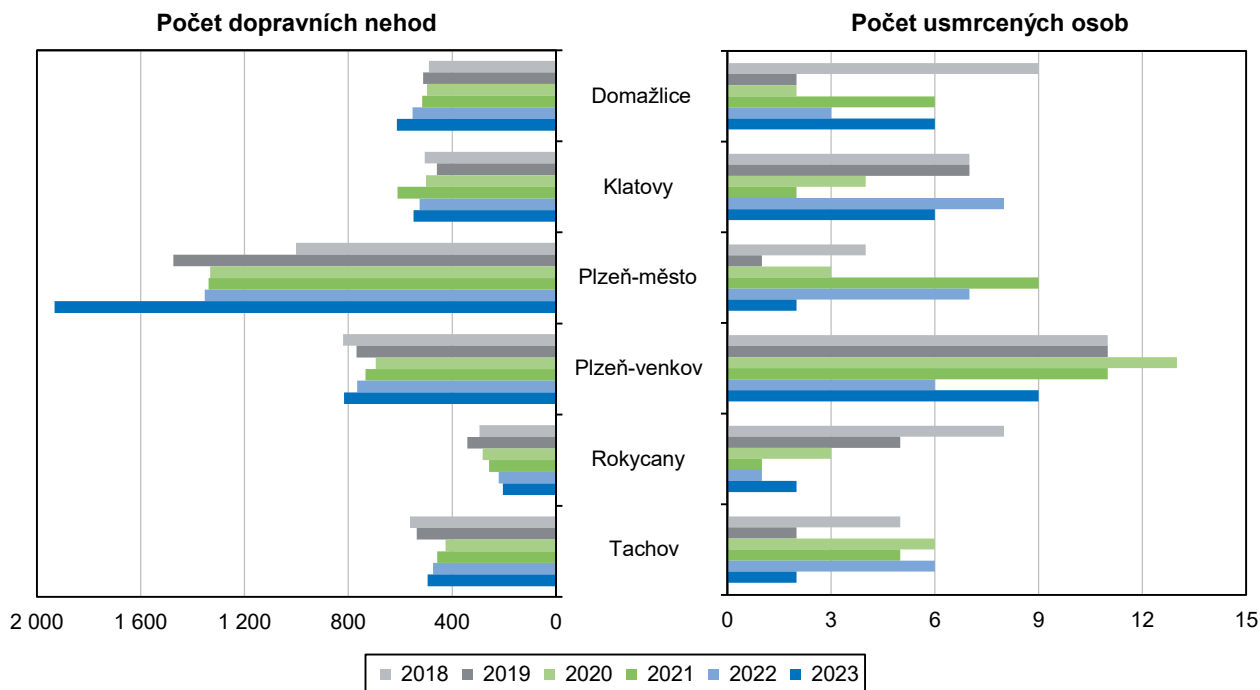 Počet dopravních nehod
Počet usmrcených osob
Domažlice
Klatovy
Plzeň-město
Plzeň-venkov
Rokycany
Tachov
2 000 1 600 1 200 800 400 0
0 3 6 9 12 15
2018 2019 2020 2021 2022 2023